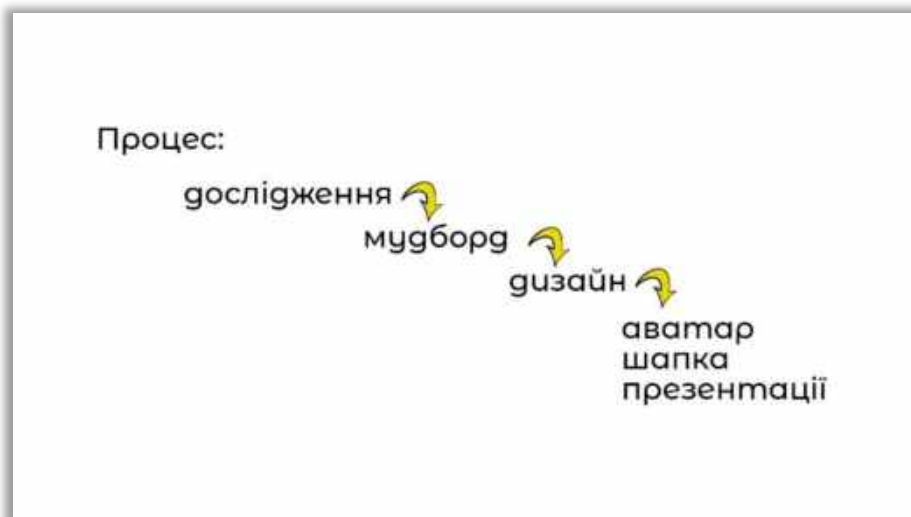 Процес:
дослідження
мудборд
дизайн
аватар
шапка
презентації